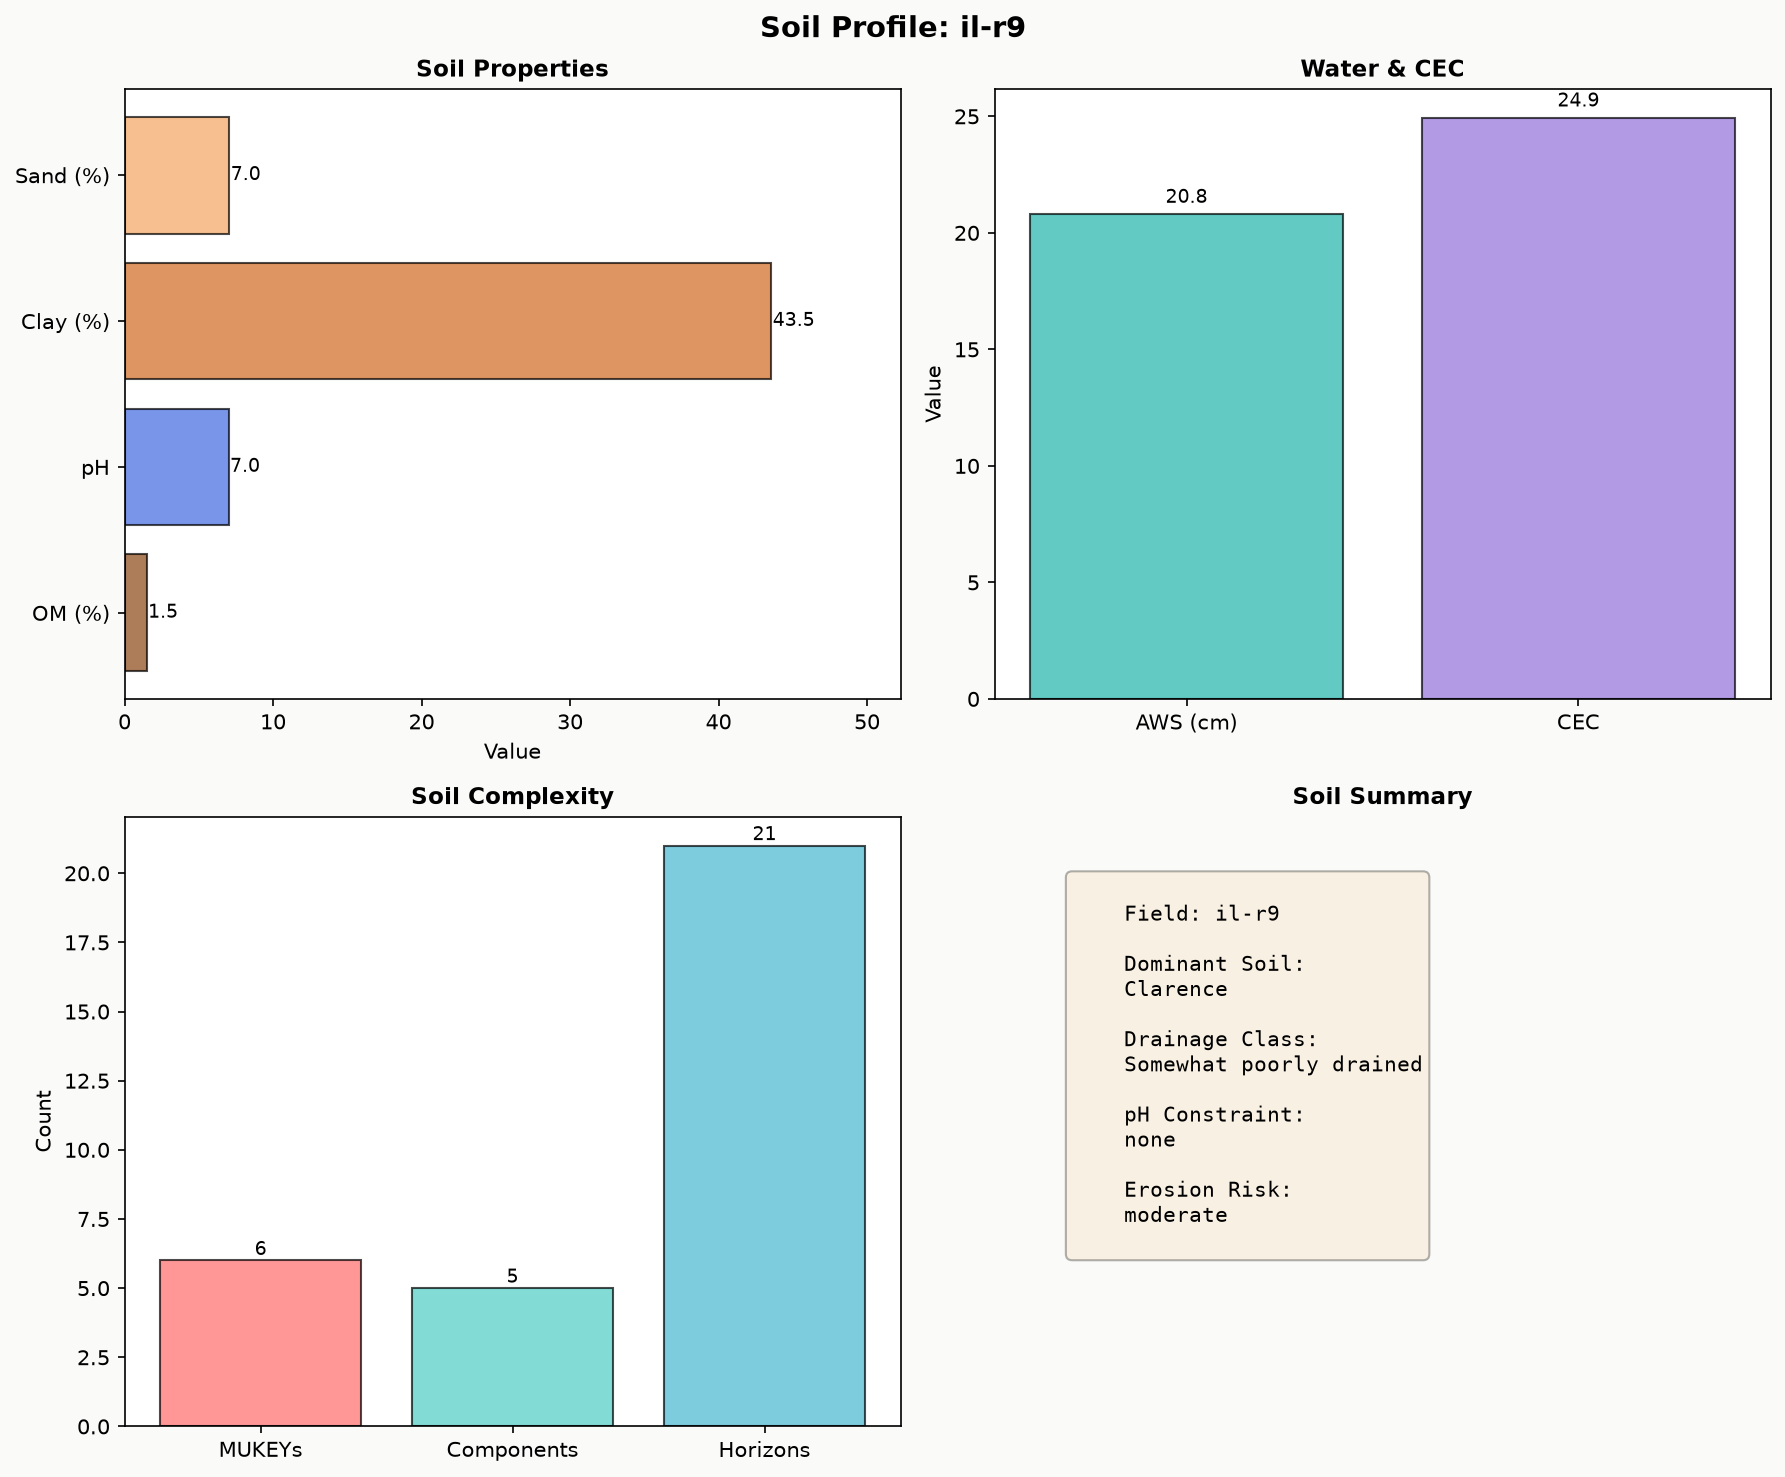 Soil Profile: il-r9
Soil Properties
Sand (%)
Clay (%)
pH
OM (%)
7.0
43.5
7.0
1.5
0 10 20 30 40 50
Value
Water & CEC
Value
25
20
15
10
5
0
24.9
20.8
AWS (cm) CEC
Soil Complexity
Count
20.0
17.5
15.0
12.5
10.0
7.5
5.0
2.5
0.0
21
6
5
MUKEYs Components Horizons
Soil Summary
Field: il-r9
Dominant Soil:
Clarence
Drainage Class:
Somewhat poorly drained
pH Constraint:
none
Erosion Risk:
moderate